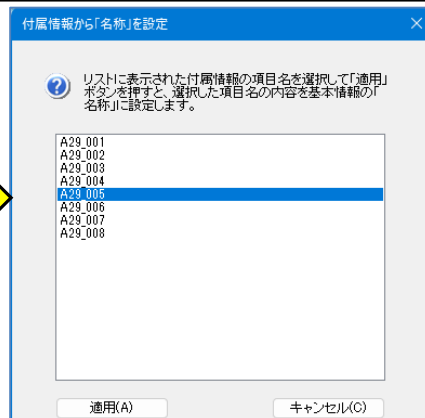 付属情報から「名称」を設定
リストに表示された付属情報の項目名を選択して「適用」
ボタンを押すと、選択した項目名の内容を基本情報の「
名称」に設定します。
A29_001
A29_002
A29_003
A29_004
A29_005
A29_006
A29_007
A29_008
適用(A)
キャンセル(C)